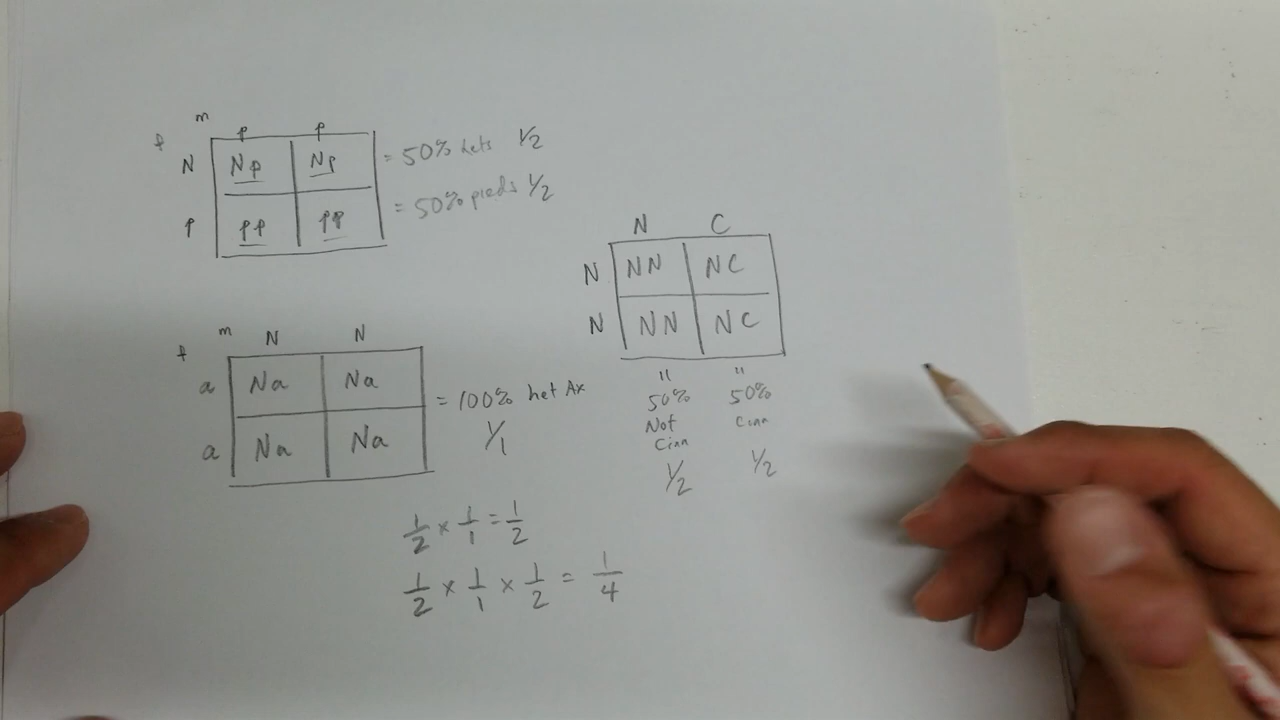 m
f p p
N Np Np = 50% hets 1/2
p pp pp = 50% pieds 1/2
N C
N NN NC
N NN NC
" "
50% 50%
Not Cinn
Cinn
1/2 1/2
m N N
f
a Na Na
= 100% het Ax
a Na Na 1/1
1/2 × 1/1 = 1/2
1/2 × 1/1 × 1/2 = 1/4